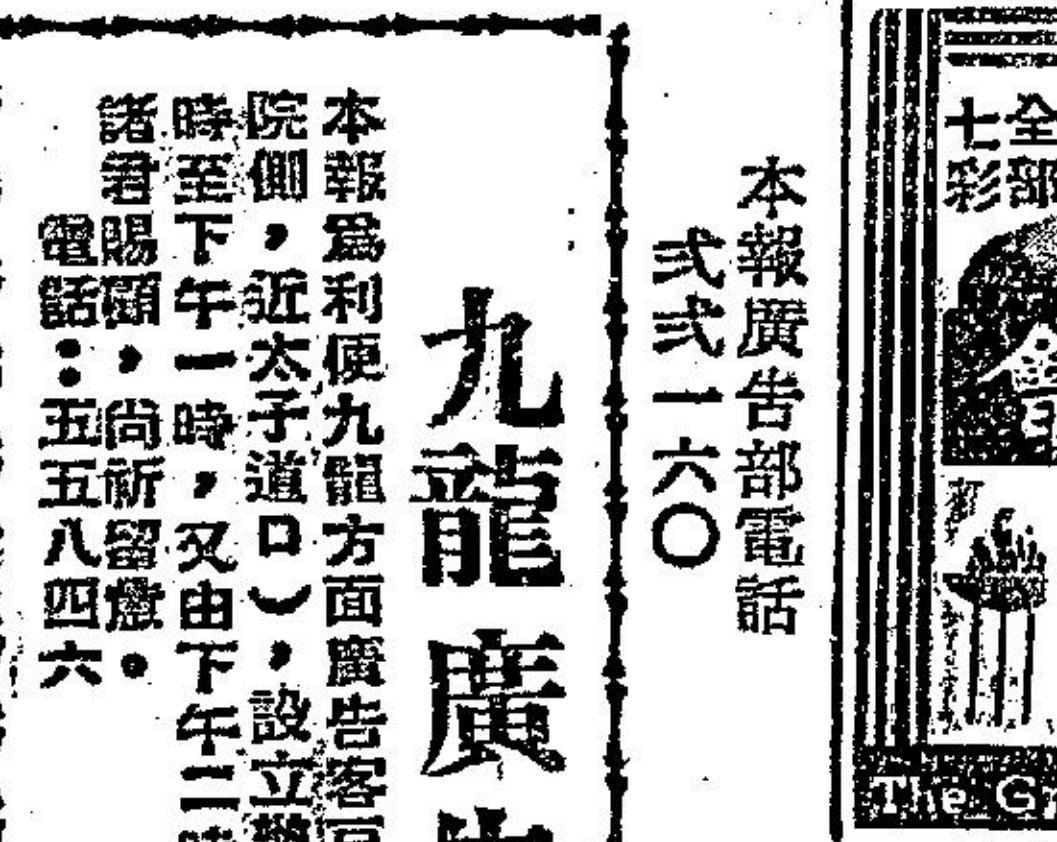 全部
七彩
The G
本報廣告部電話
弍弍一六〇
九龍廣
本報爲利便九龍方面廣告客
院側，近太子道口），設立
時至下午一時，又由下午二
諸君賜顧，尚祈留意。
電話：五五八四六